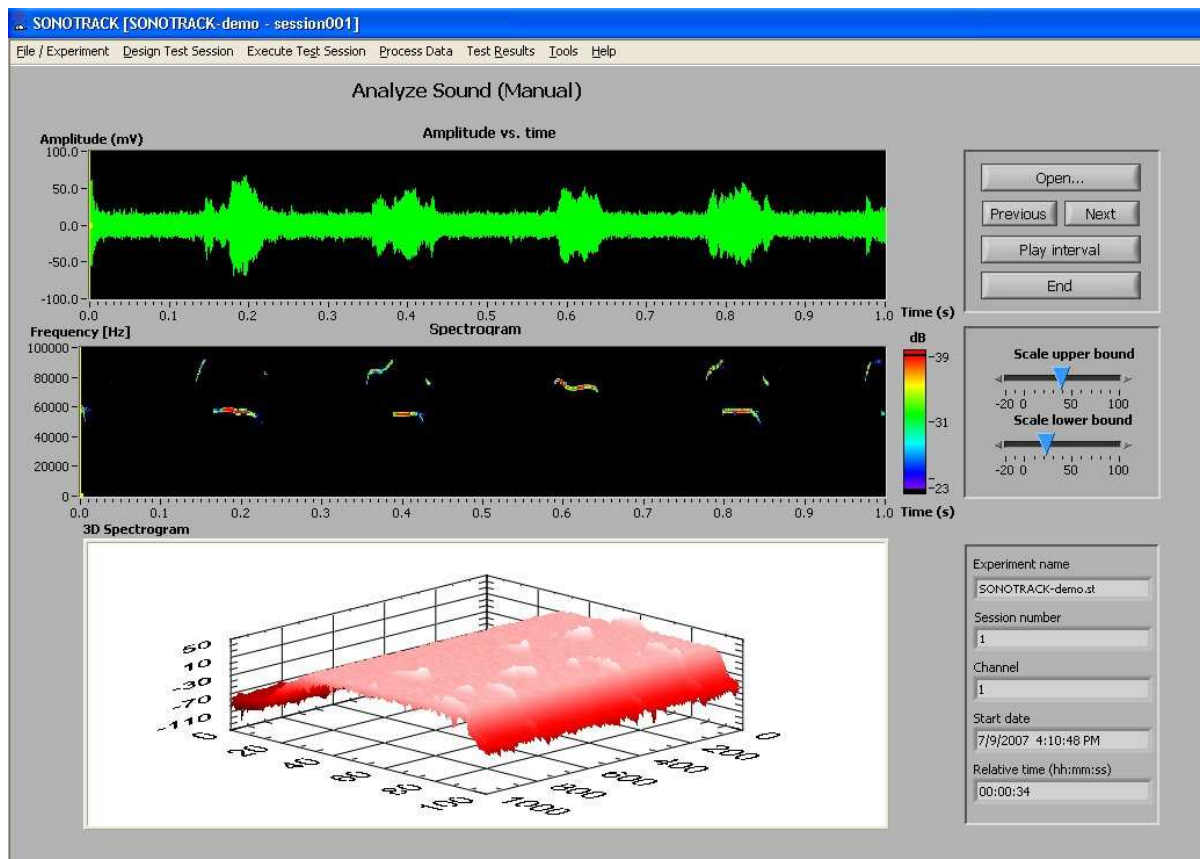 SONOTRACK [SONOTRACK-demo - session001]
File / Experiment Design Test Session Execute Test Session Process Data Test Results Tools Help
Analyze Sound (Manual)
Amplitude (mV)
Amplitude vs. time
100.0
50.0
0.0
-50.0
-100.0
0.0 0.1 0.2 0.3 0.4 0.5 0.6 0.7 0.8 0.9 1.0 Time (s)
Frequency [Hz]
Spectrogram
100000
80000
60000
40000
20000
0
0.0 0.1 0.2 0.3 0.4 0.5 0.6 0.7 0.8 0.9 1.0 Time (s)
dB
-39
-31
-23
3D Spectrogram
50
10
-30
-70
-110
0 20 40 60 80 100
1000 800 600 400 200 0
Open...
Previous Next
Play interval
End
Scale upper bound
-20 0 50 100
Scale lower bound
-20 0 50 100
Experiment name
SONOTRACK-demo.st
Session number
1
Channel
1
Start date
7/9/2007 4:10:48 PM
Relative time (hh:mm:ss)
00:00:34